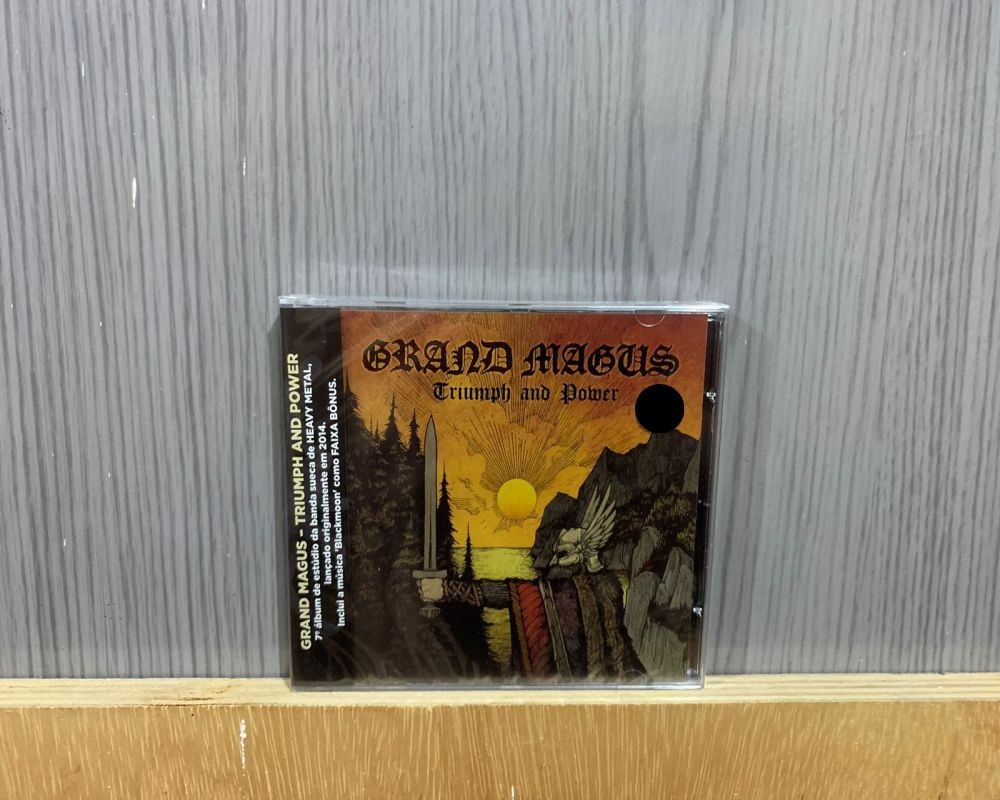 GRAND MAGUS
Triumph and Power
GRAND MAGUS – TRIUMPH AND POWER
7º álbum de estúdio da banda sueca de HEAVY METAL,
lançado originalmente em 2014.
Inclui a música 'Blackmoon' como FAIXA BÔNUS.